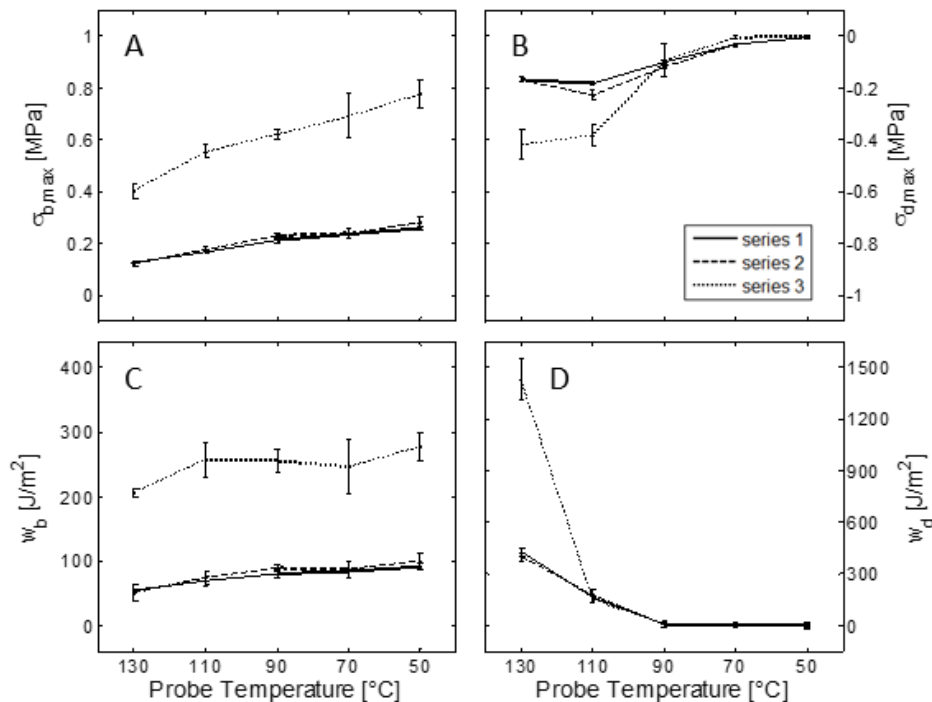 A
B
1
0.8
0.6
0.4
0.2
0
σb,max [MPa]
0
-0.2
-0.4
-0.6
-0.8
-1
σd,max [MPa]
series 1
series 2
series 3
C
D
400
300
200
100
0
wb [J/m²]
1500
1200
900
600
300
0
wd [J/m²]
130 110 90 70 50
130 110 90 70 50
Probe Temperature [°C]
Probe Temperature [°C]